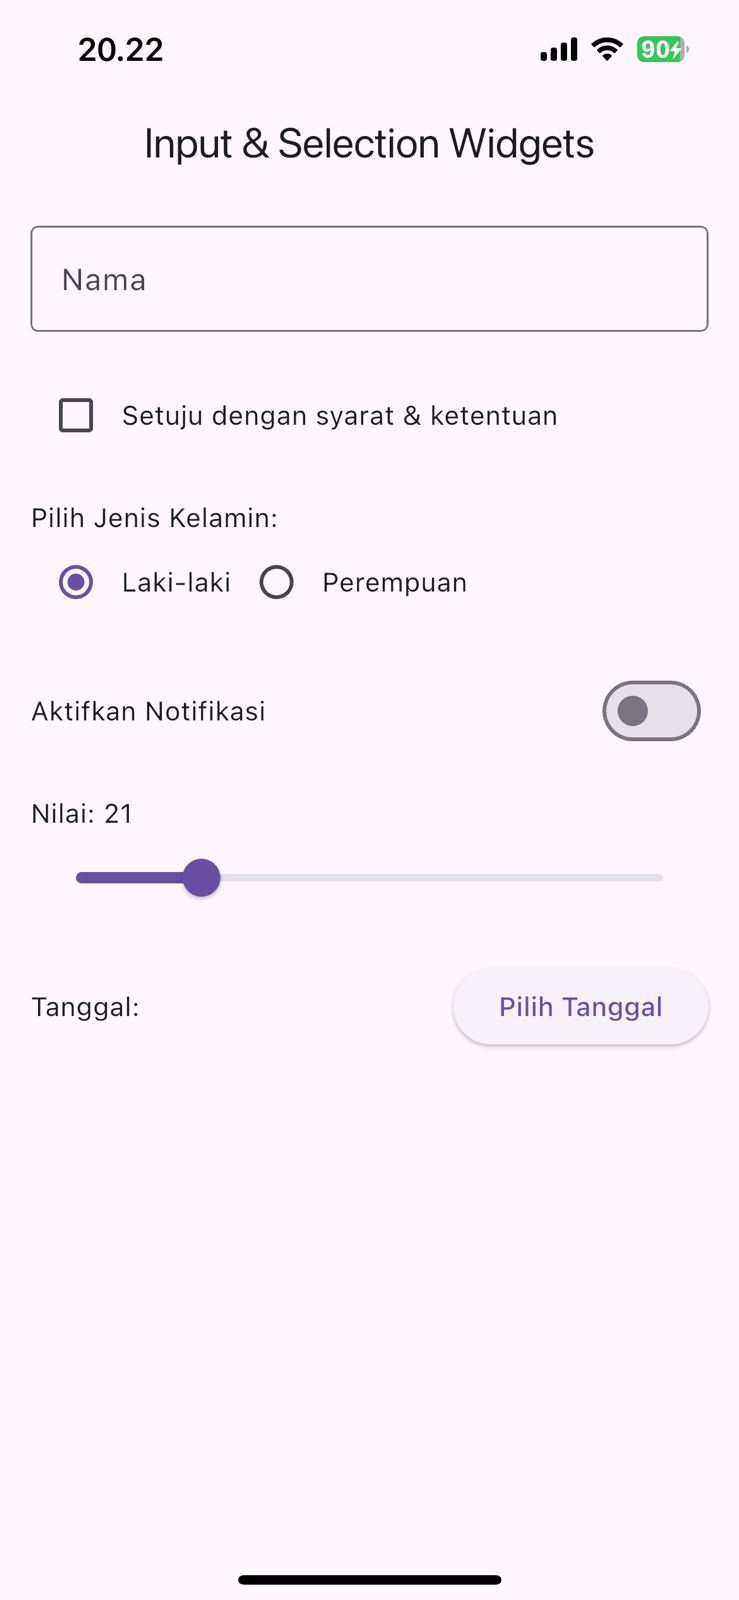 20.22
90
Input & Selection Widgets
Nama
Setuju dengan syarat & ketentuan
Pilih Jenis Kelamin:
Laki-laki Perempuan
Aktifkan Notifikasi
Nilai: 21
Tanggal: Pilih Tanggal